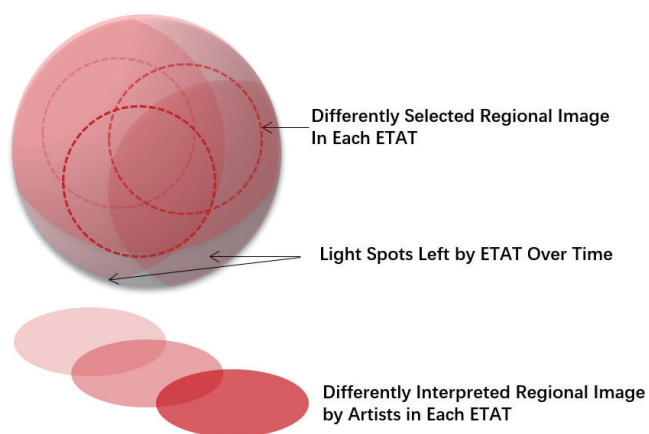 Differently Selected Regional Image
In Each ETAT
Light Spots Left by ETAT Over Time
Differently Interpreted Regional Image
by Artists in Each ETAT